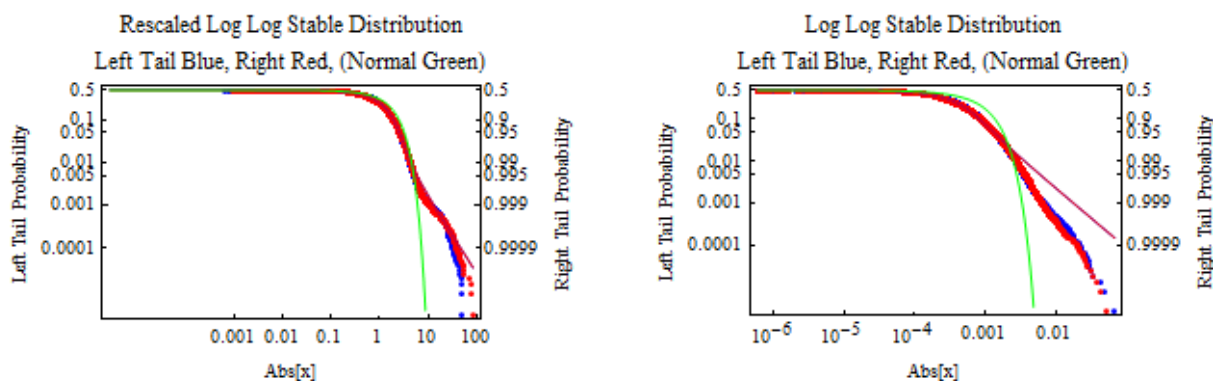 Rescaled Log Log Stable Distribution
Left Tail Blue, Right Red, (Normal Green)
Left Tail Probability
0.5
0.1
0.05
0.01
0.005
0.001
0.0001
0.5
0.9
0.95
0.99
0.995
0.999
0.9999
Right Tail Probability
0.001 0.01 0.1 1 10 100
Abs[x]
Log Log Stable Distribution
Left Tail Blue, Right Red, (Normal Green)
Left Tail Probability
0.5
0.1
0.05
0.01
0.005
0.001
0.0001
0.5
0.9
0.95
0.99
0.995
0.999
0.9999
Right Tail Probability
10⁻⁶ 10⁻⁵ 10⁻⁴ 0.001 0.01
Abs[x]